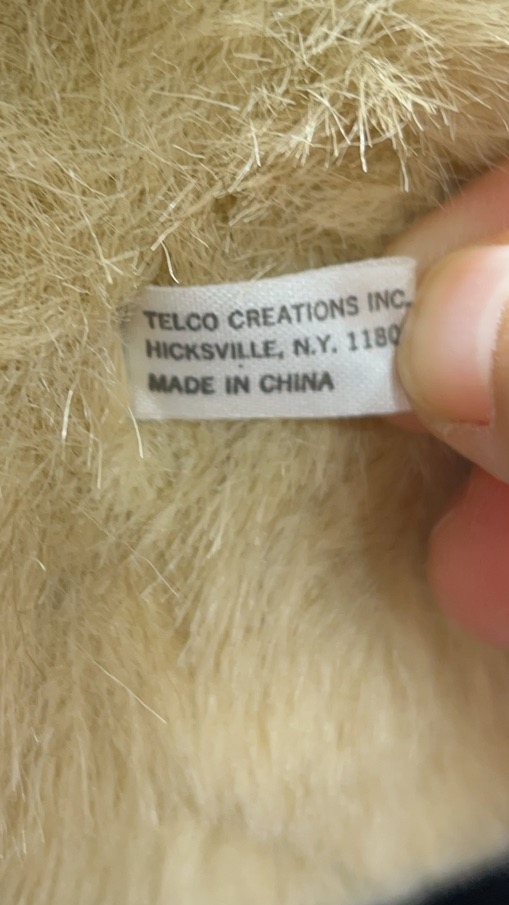 TELCO CREATIONS INC.
HICKSVILLE, N.Y. 1180
MADE IN CHINA